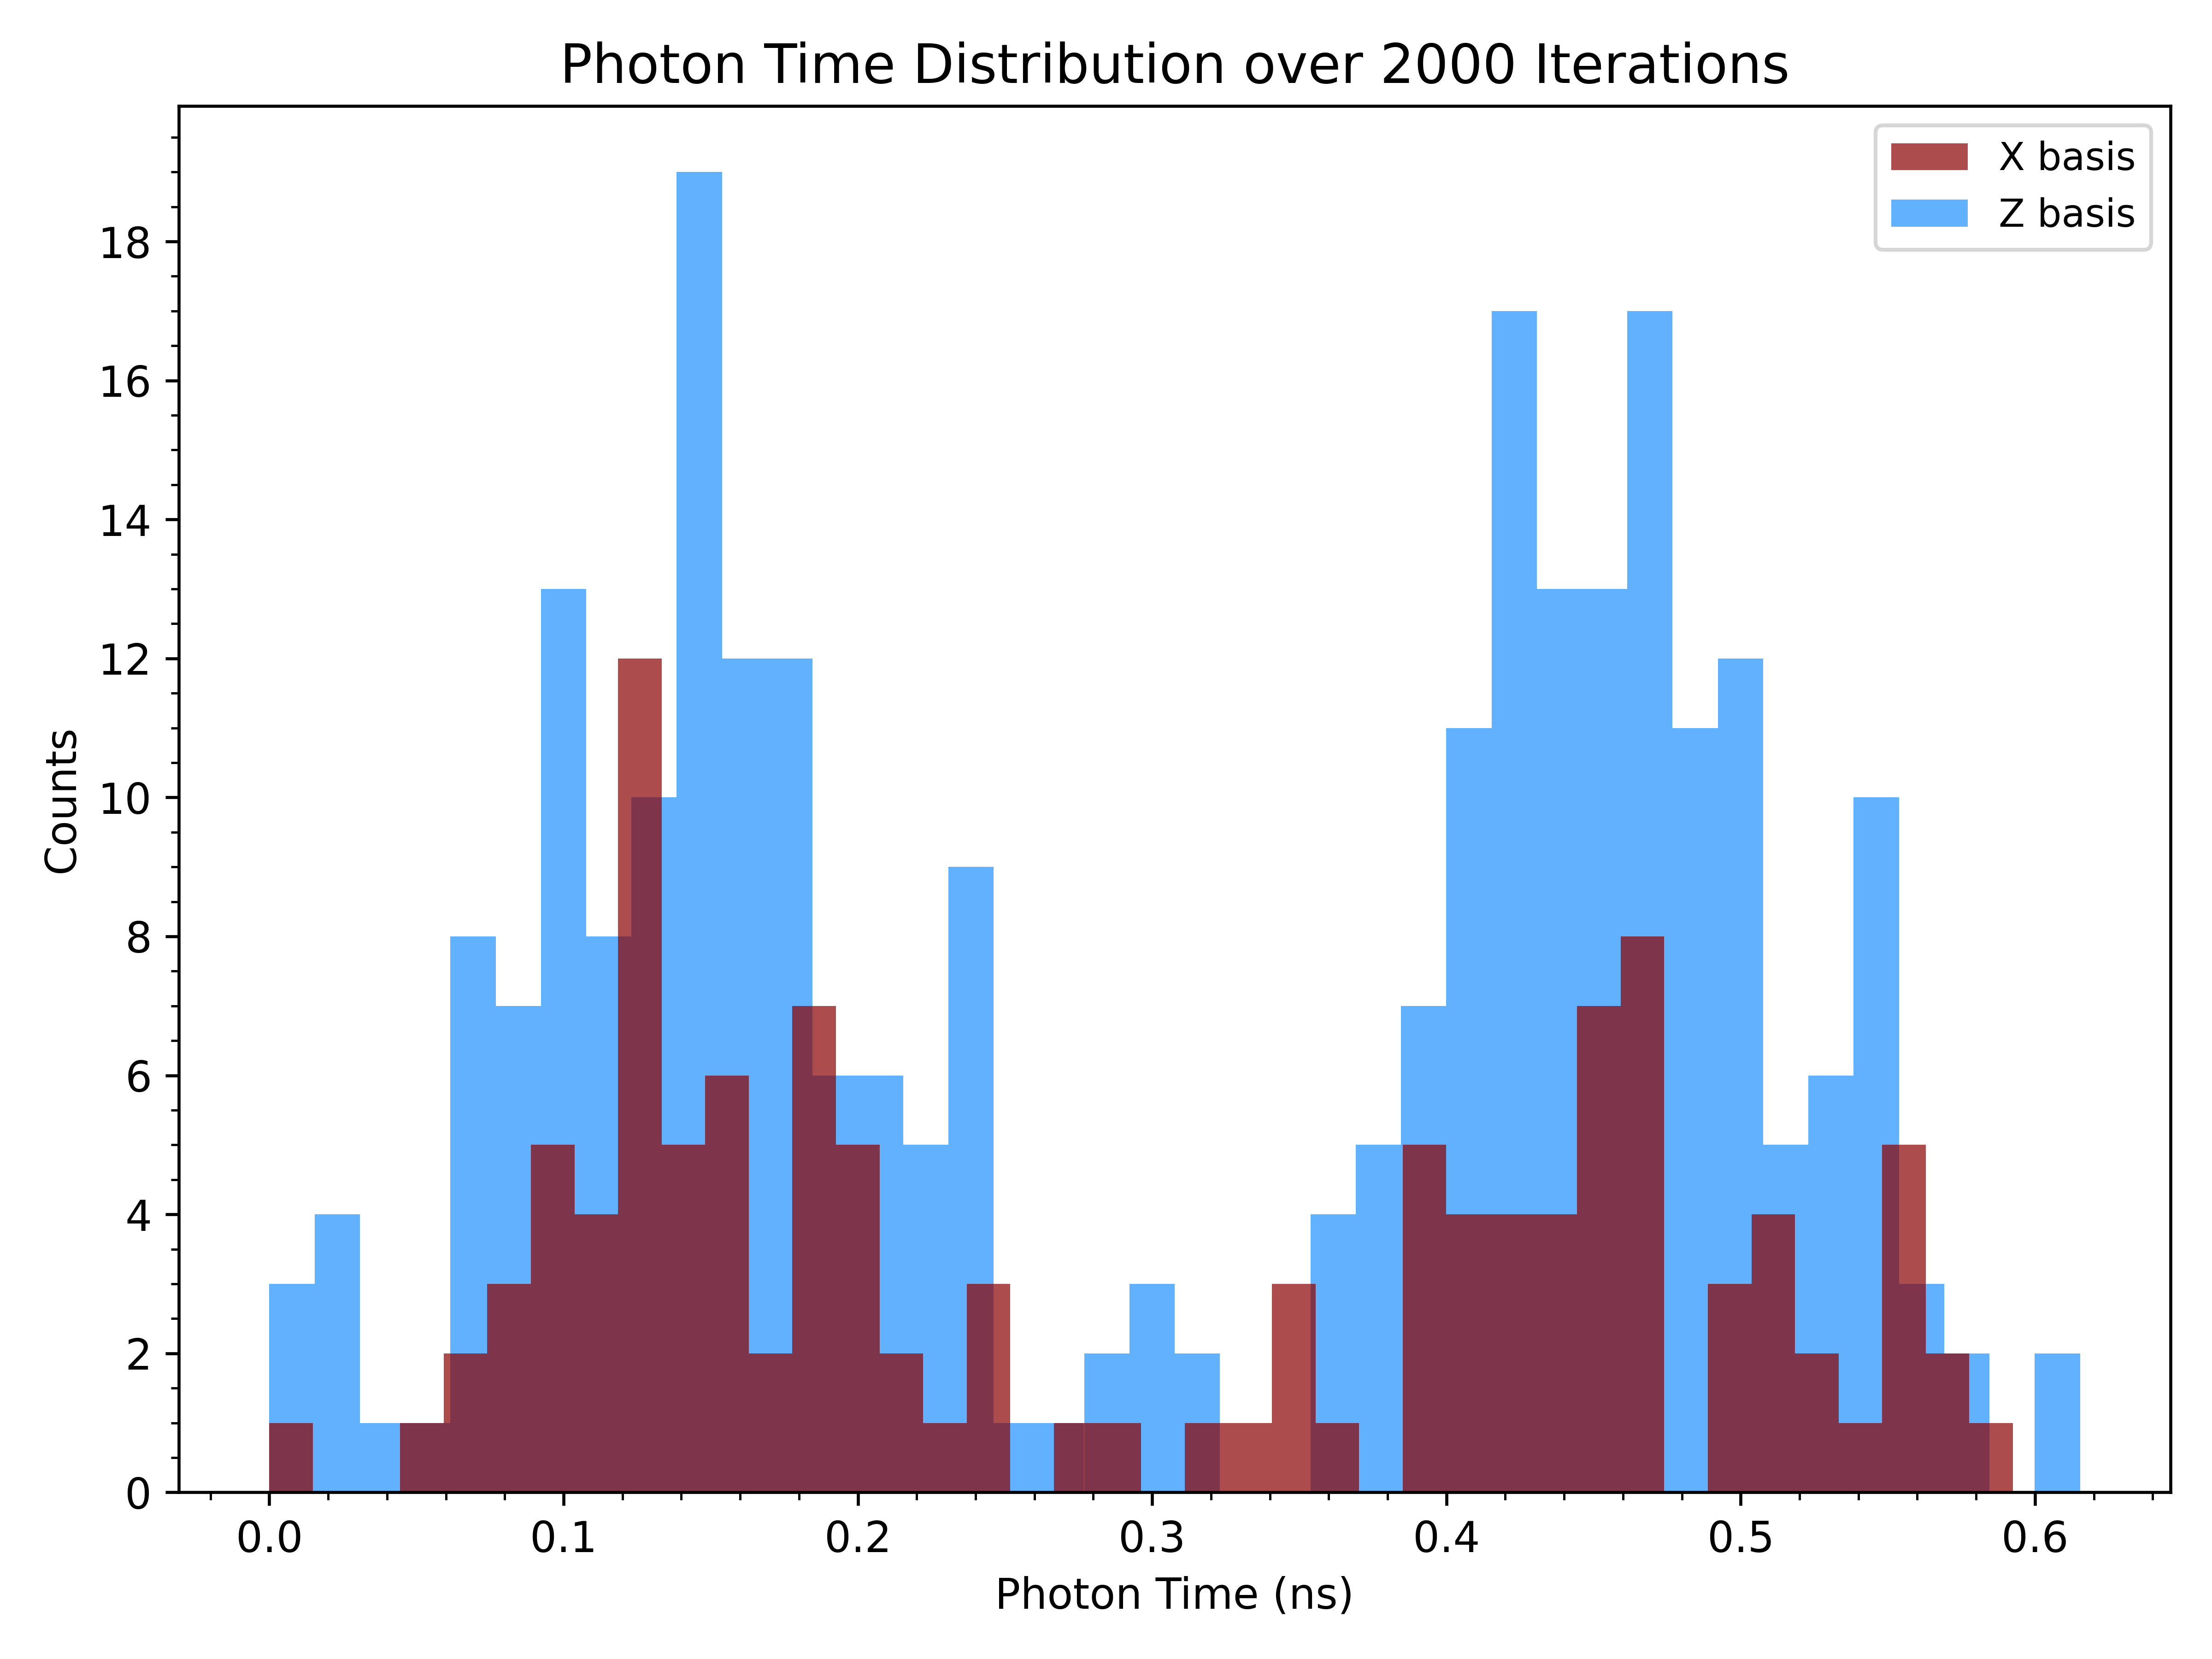 Photon Time Distribution over 2000 Iterations
X basis
Z basis
18
16
14
12
10
8
6
4
2
0
Counts
0.0 0.1 0.2 0.3 0.4 0.5 0.6
Photon Time (ns)